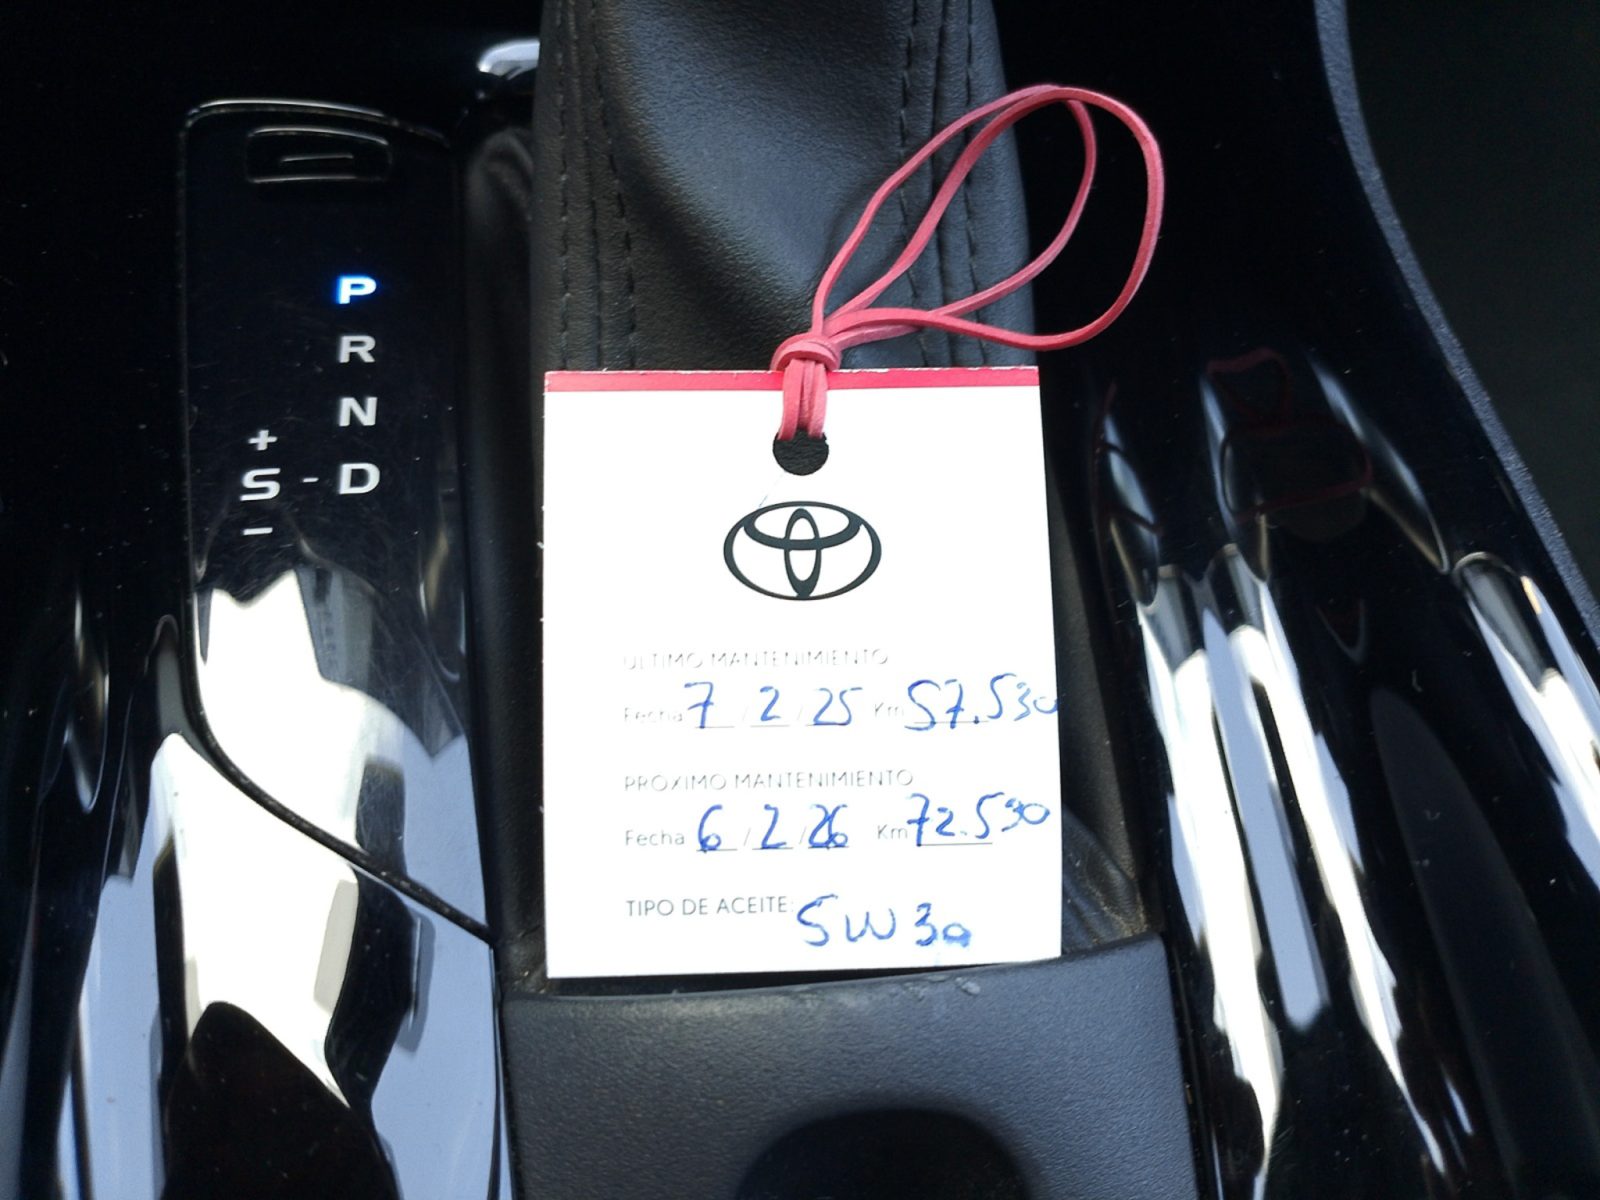 P
R
N
+
S - D
-
ULTIMO MANTENIMIENTO
Fecha 7 / 2 / 25 Km 57.530
PRÓXIMO MANTENIMIENTO
Fecha 6 / 2 / 26 Km 72.530
TIPO DE ACEITE: 5W30